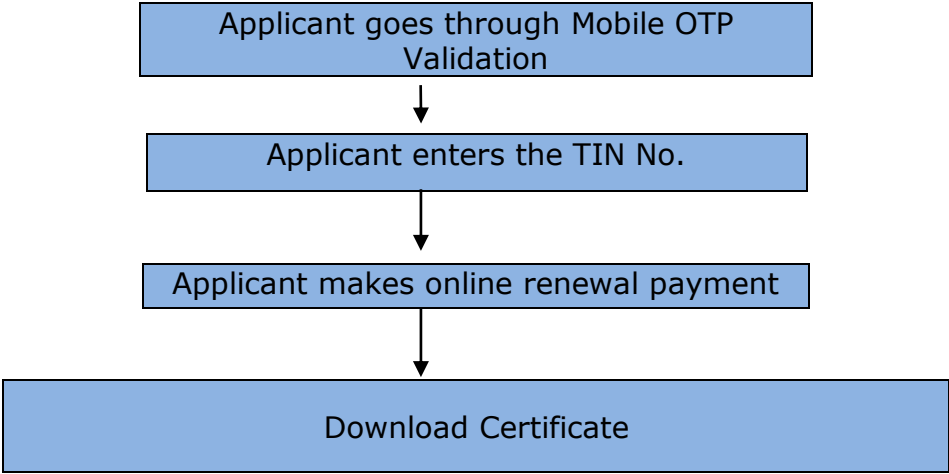 Applicant goes through Mobile OTP
Validation
Applicant enters the TIN No.
Applicant makes online renewal payment
Download Certificate